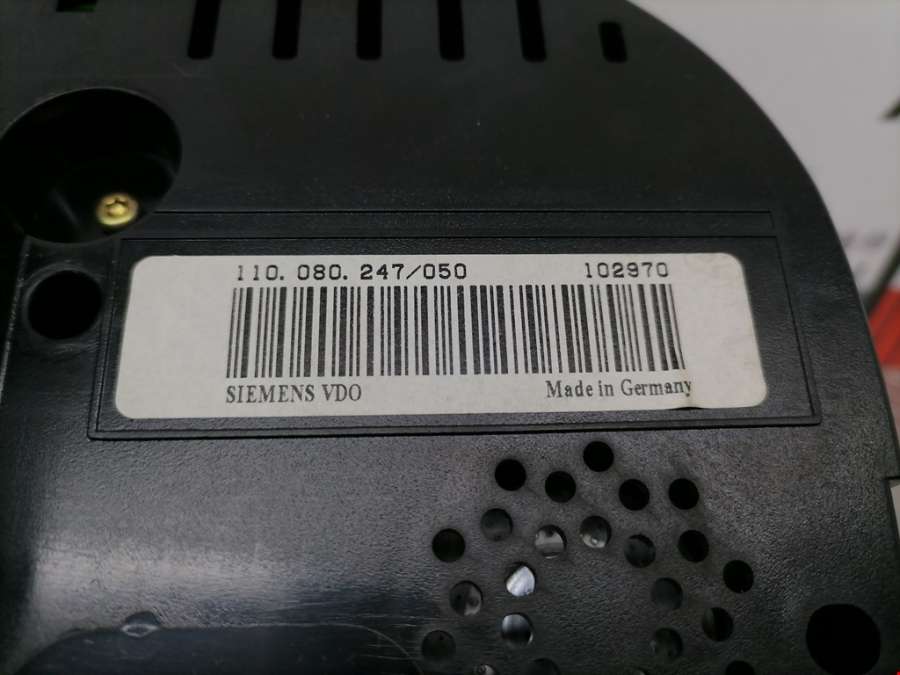 110.080.247/050 102970
SIEMENS VDO Made in Germany